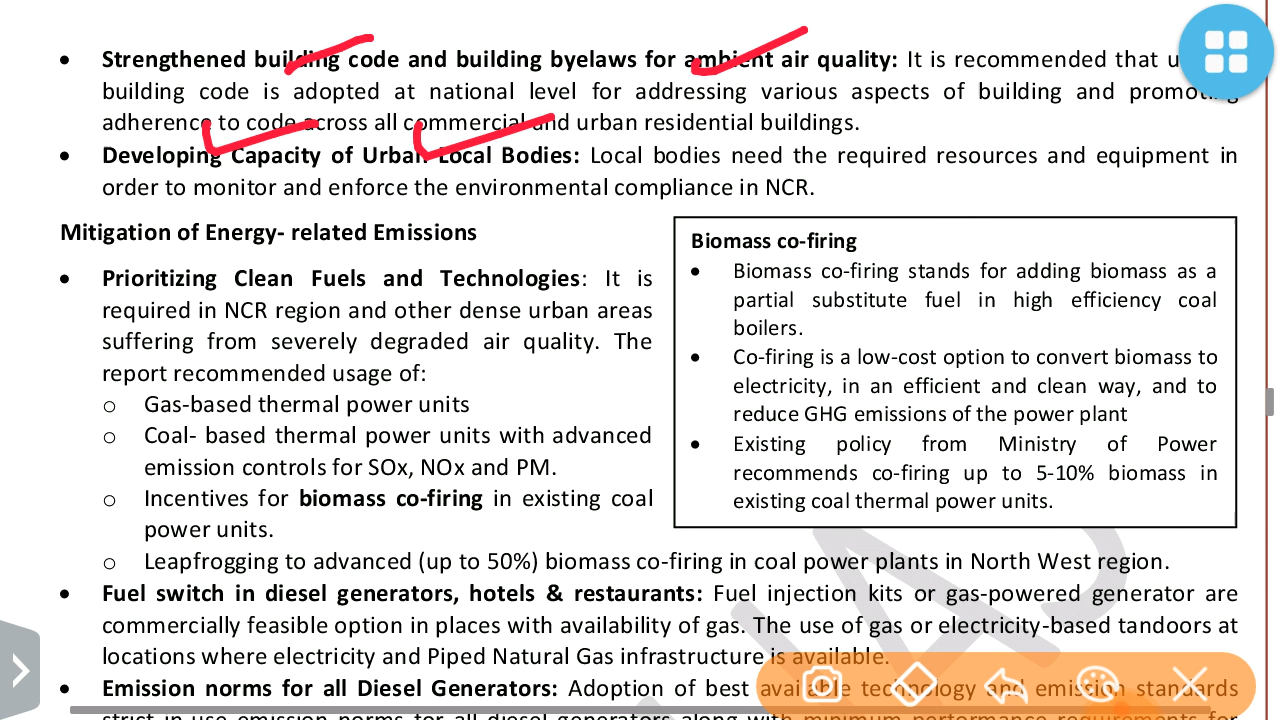 • Strengthened building code and building byelaws for ambient air quality: It is recommended that
building code is adopted at national level for addressing various aspects of building and promoting
adherence to code across all commercial and urban residential buildings.
• Developing Capacity of Urban Local Bodies: Local bodies need the required resources and equipment in
order to monitor and enforce the environmental compliance in NCR.
Mitigation of Energy- related Emissions
• Prioritizing Clean Fuels and Technologies: It is
required in NCR region and other dense urban areas
suffering from severely degraded air quality. The
report recommended usage of:
o Gas-based thermal power units
o Coal- based thermal power units with advanced
emission controls for SOx, NOx and PM.
o Incentives for biomass co-firing in existing coal
power units.
Biomass co-firing
• Biomass co-firing stands for adding biomass as a
partial substitute fuel in high efficiency coal
boilers.
• Co-firing is a low-cost option to convert biomass to
electricity, in an efficient and clean way, and to
reduce GHG emissions of the power plant
• Existing policy from Ministry of Power
recommends co-firing up to 5-10% biomass in
existing coal thermal power units.
o Leapfrogging to advanced (up to 50%) biomass co-firing in coal power plants in North West region.
• Fuel switch in diesel generators, hotels & restaurants: Fuel injection kits or gas-powered generator are
commercially feasible option in places with availability of gas. The use of gas or electricity-based tandoors at
locations where electricity and Piped Natural Gas infrastructure is available.
• Emission norms for all Diesel Generators: Adoption of best available technology and emission standards